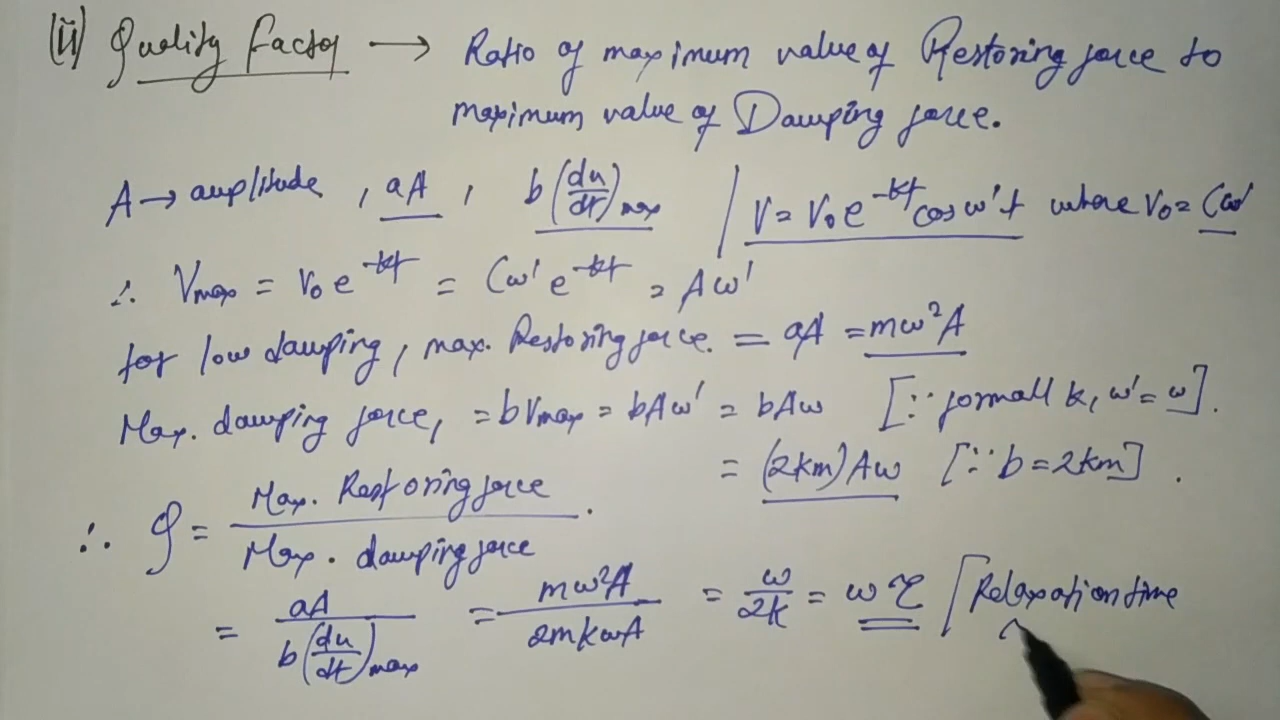 (ii) Quality Factor → Ratio of maximum value of Restoring force to
maximum value of Damping force.
A → amplitude, aA, b(du/dt)max | V = V₀e^-kt cos ω't where V₀ = Cω'
∴ Vmax = V₀e^-kt = Cω'e^-kt = Aω'
for low damping, max. Restoring force. = aA = mω²A
Max. damping force, = bVmax = bAω' = bAω [∵ for small k, ω' = ω].
= (2km)Aω [∵ b = 2km].
∴ Q = Max. Restoring force / Max. damping force.
= aA / b(du/dt)max = mω²A / 2mkωA = ω/2k = ωτ [Relaxation time